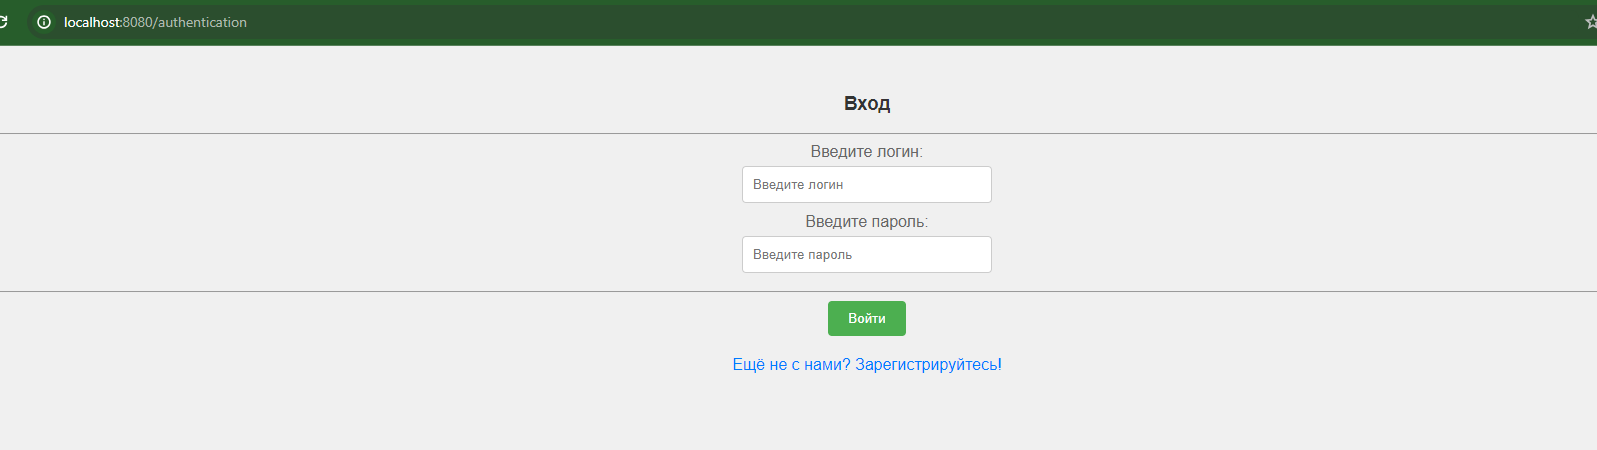 localhost:8080/authentication
Вход
Введите логин:
Введите логин
Введите пароль:
Введите пароль
Войти
Ещё не с нами? Зарегистрируйтесь!